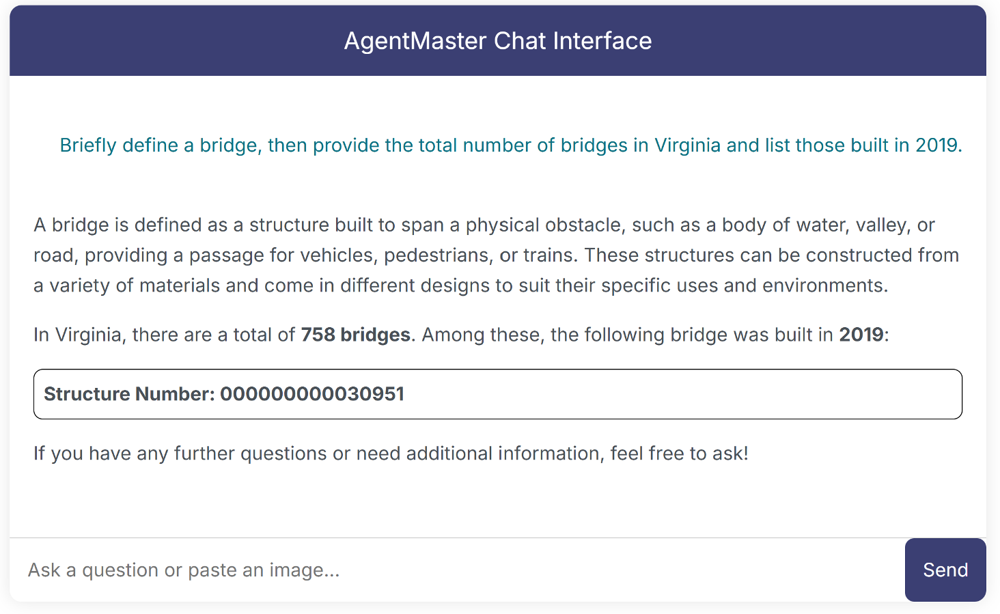 AgentMaster Chat Interface
Briefly define a bridge, then provide the total number of bridges in Virginia and list those built in 2019.
A bridge is defined as a structure built to span a physical obstacle, such as a body of water, valley, or
road, providing a passage for vehicles, pedestrians, or trains. These structures can be constructed from
a variety of materials and come in different designs to suit their specific uses and environments.
In Virginia, there are a total of 758 bridges. Among these, the following bridge was built in 2019:
Structure Number: 000000000030951
If you have any further questions or need additional information, feel free to ask!
Ask a question or paste an image...
Send